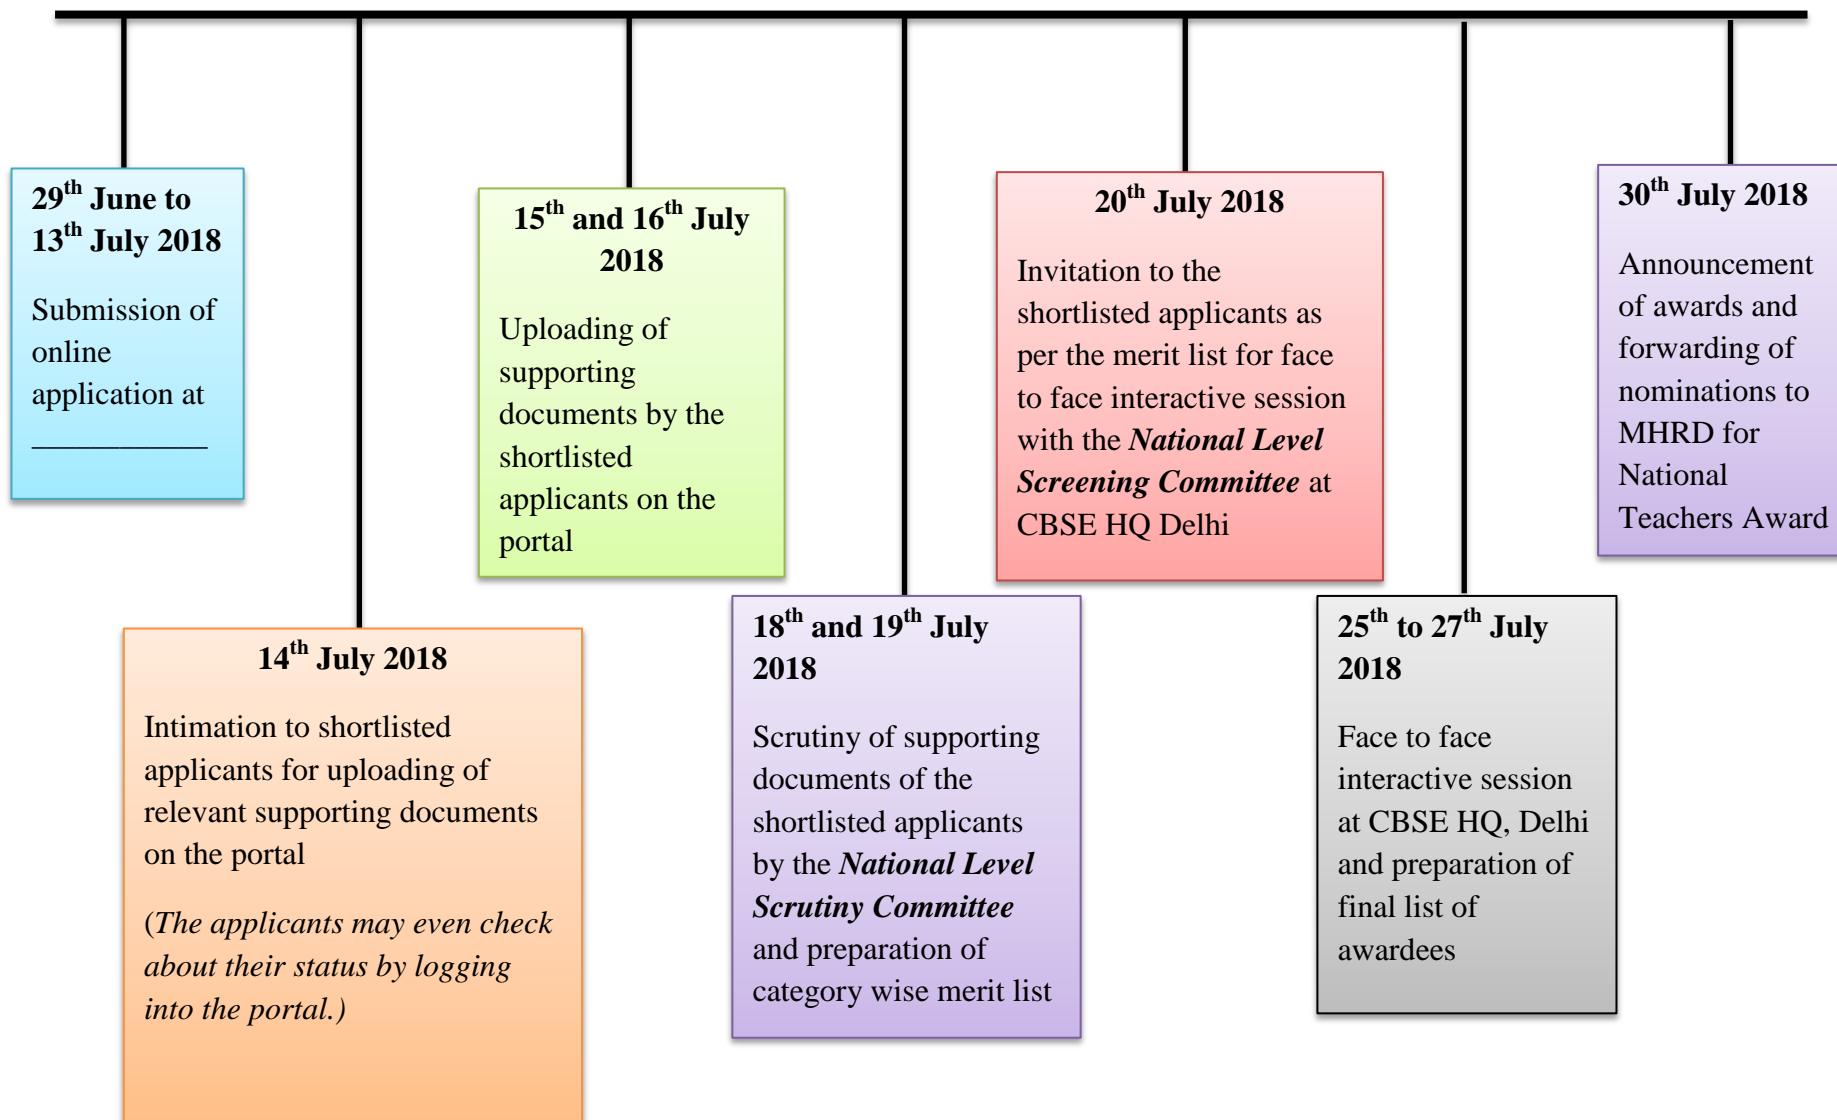 29th June to
13th July 2018
Submission of
online
application at
___________
14th July 2018
Intimation to shortlisted
applicants for uploading of
relevant supporting documents
on the portal
(The applicants may even check
about their status by logging
into the portal.)
15th and 16th July
2018
Uploading of
supporting
documents by the
shortlisted
applicants on the
portal
18th and 19th July
2018
Scrutiny of supporting
documents of the
shortlisted applicants
by the National Level
Scrutiny Committee
and preparation of
category wise merit list
20th July 2018
Invitation to the
shortlisted applicants as
per the merit list for face
to face interactive session
with the National Level
Screening Committee at
CBSE HQ Delhi
25th to 27th July
2018
Face to face
interactive session
at CBSE HQ, Delhi
and preparation of
final list of
awardees
30th July 2018
Announcement
of awards and
forwarding of
nominations to
MHRD for
National
Teachers Award